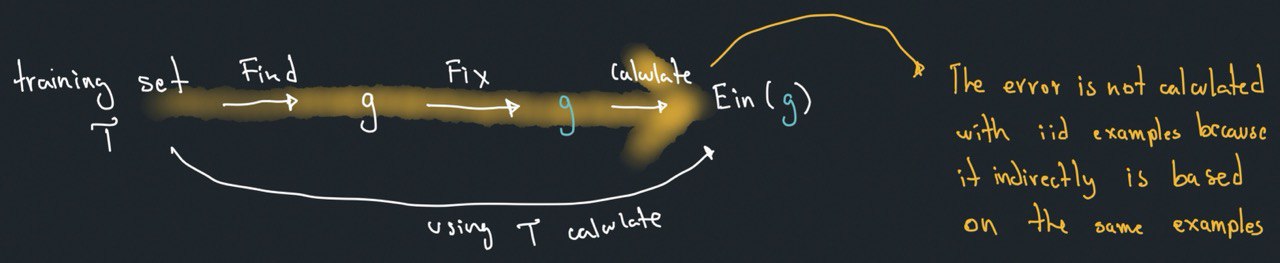 training set
T
Find
g
Fix
g
calculate
Ein (g)
using T calculate
The error is not calculated
with iid examples because
it indirectly is based
on the same examples